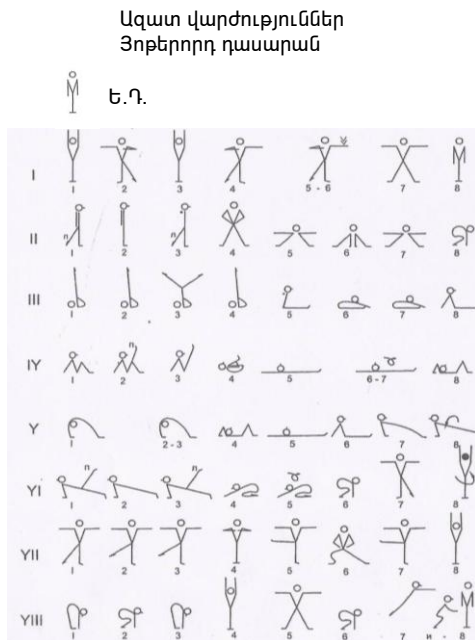 Ազատ վարժություններ
Յոթերորդ դասարան
Ե.Դ.
I 1 2 3 4 5 - 6 7 8
II п 1 2 п 3 4 5 6 7 8
III 1 2 3 4 5 6 7 8
IY 1 п 2 3 4 5 6 - 7 8
Y 1 2 - 3 4 5 6 7 8
YI п 1 2 п 3 4 5 6 7 8
YII 1 2 3 4 5 6 7 8
YIII 1 2 3 4 5 6 7 и 8